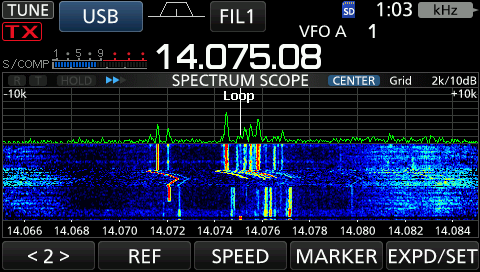 TUNE USB FIL1 SD 1:03 kHz
TX VFO A 1
1 5 9
S/COMP 14.075.08
R T HOLD SPECTRUM SCOPE CENTER Grid 2k/10dB
-10k Loop +10k
14.066 14.068 14.070 14.072 14.074 14.076 14.078 14.080 14.082 14.084
< 2 > REF SPEED MARKER EXPD/SET